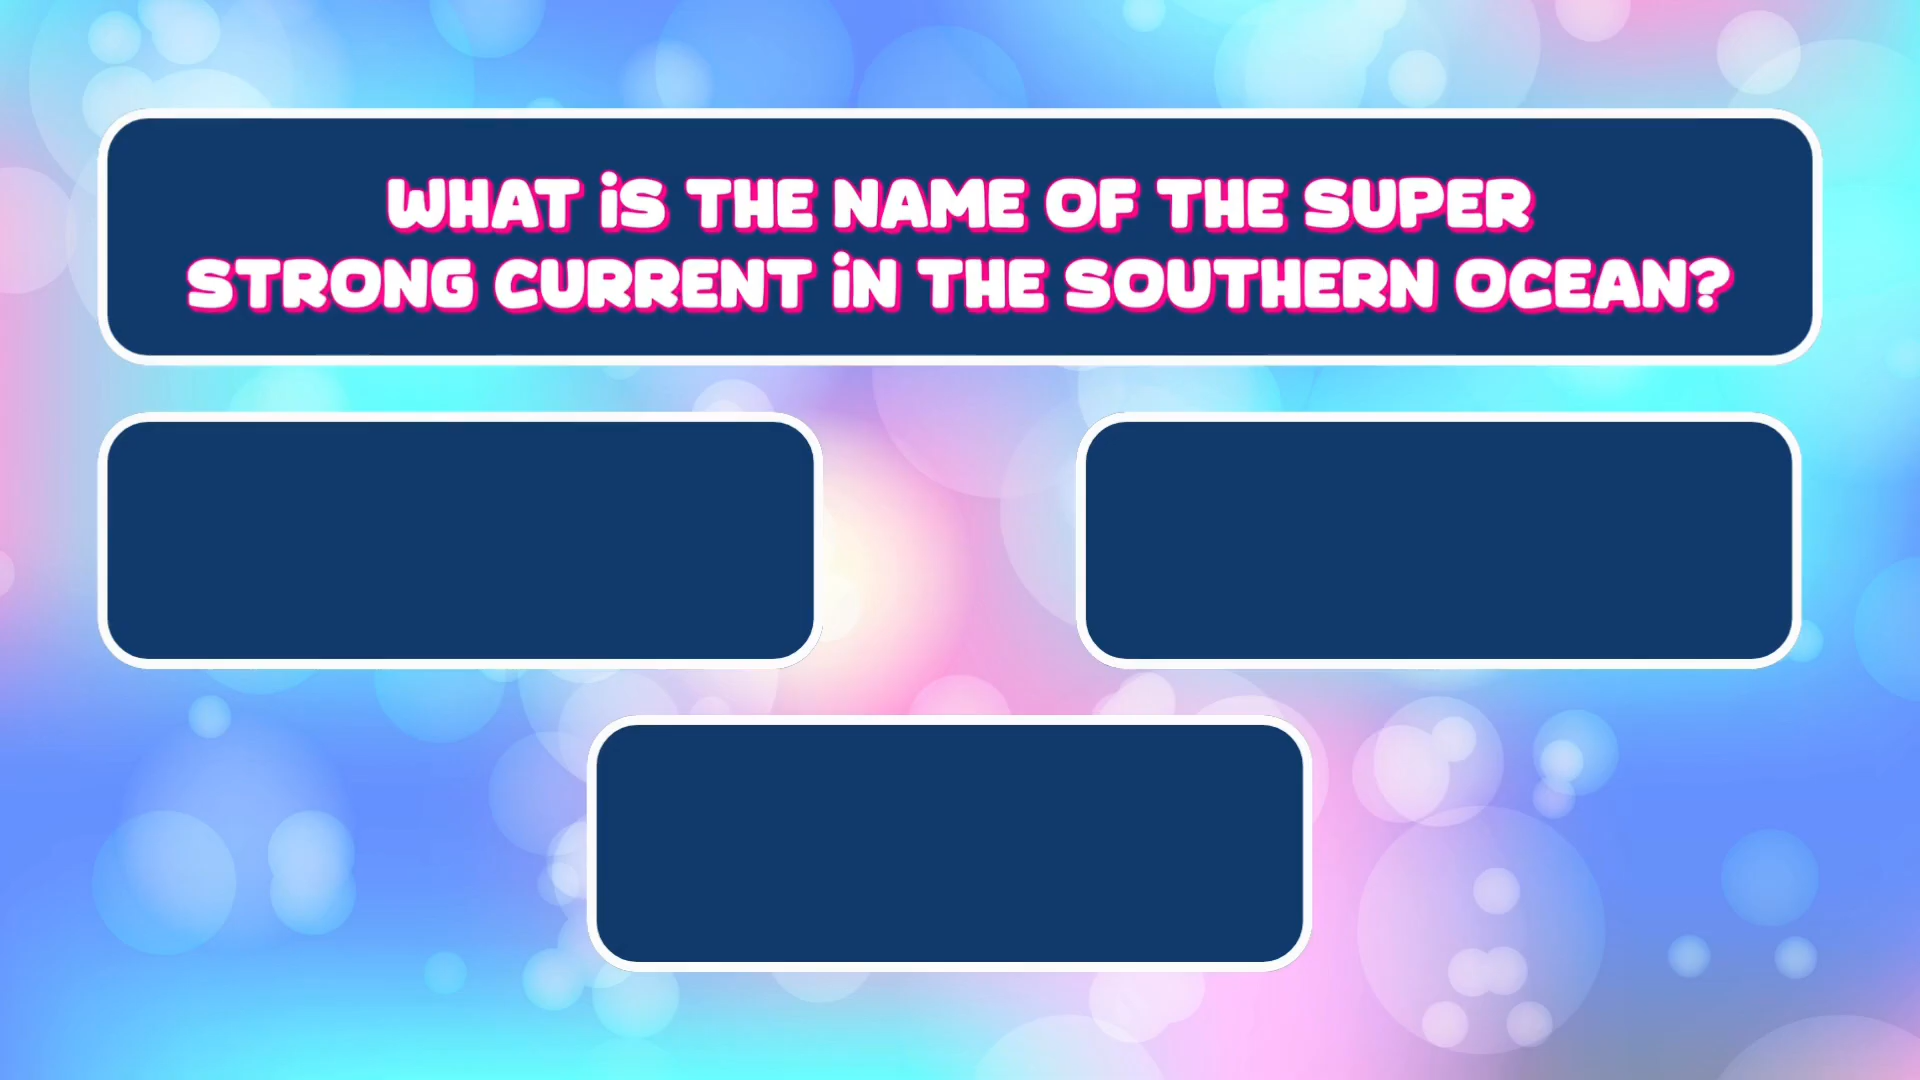 WHAT iS THE NAME OF THE SUPER
STRONG CURRENT iN THE SOUTHERN OCEAN?